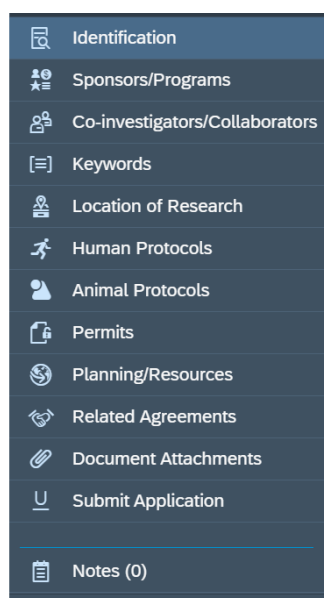 Identification
Sponsors/Programs
Co-investigators/Collaborators
Keywords
Location of Research
Human Protocols
Animal Protocols
Permits
Planning/Resources
Related Agreements
Document Attachments
Submit Application
Notes (0)